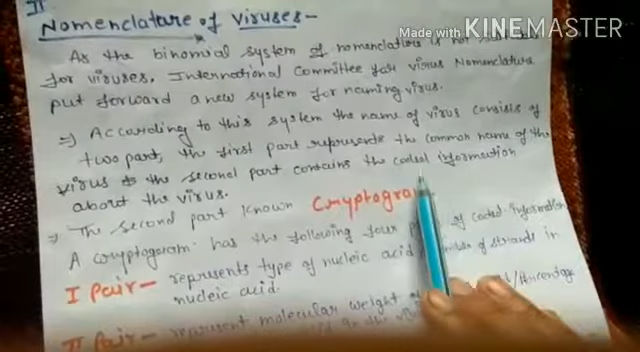 II
Nomenclature of Viruses-
Made with KINEMASTER
As the binomial system of nomenclature is not
for viruses, International Committee for virus Nomenclature
put forward a new system for naming virus.
⇒ According to this system the name of virus consists of
two part, the first part represents the common name of the
virus & the second part contains the coded information
about the virus.
⇒ The second part known Cryptogra
A cryptogram has the following four of coded information
I Pair- represents type of nucleic acid of strands in
nucleic acid.
II Pair- represent molecular weight /Percentage